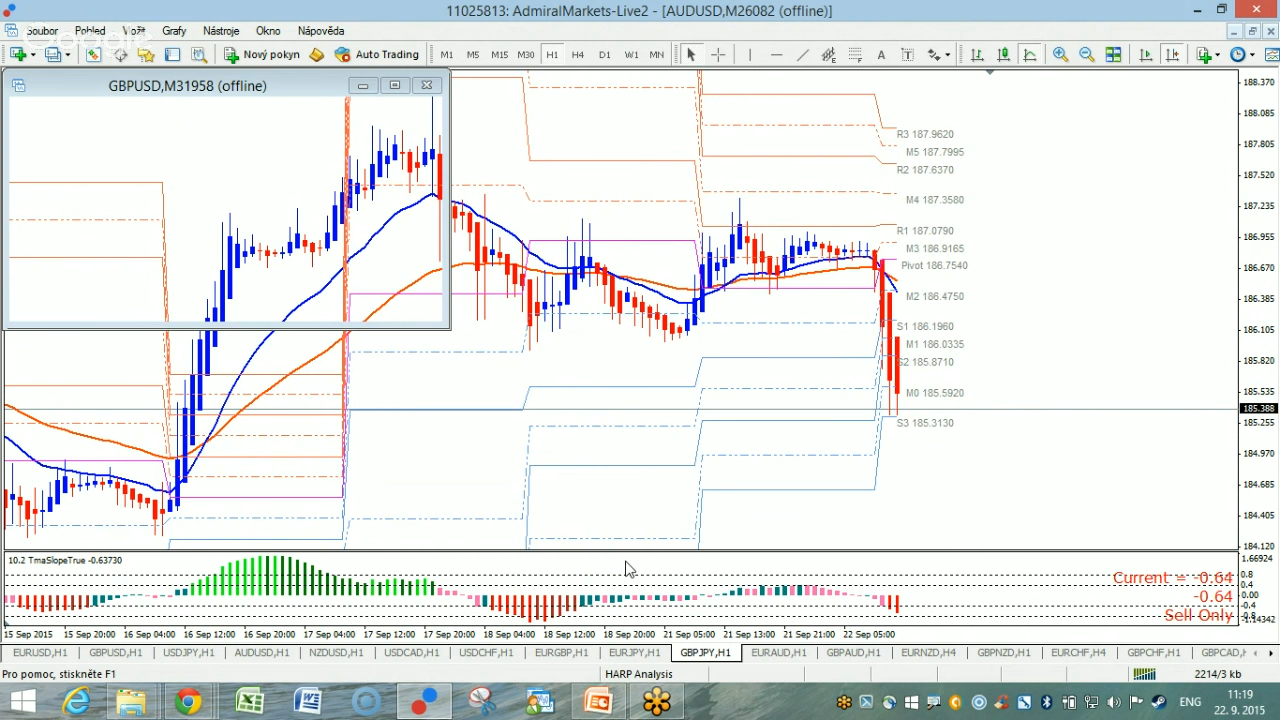 11025813: AdmiralMarkets-Live2 - [AUDUSD,M26082 (offline)]
Soubor Pohled Vložit Grafy Nástroje Okno Nápověda
Nový pokyn Auto Trading M1 M5 M15 M30 H1 H4 D1 W1 MN A T
GBPUSD,M31958 (offline)
188.370
188.085
187.805
187.520
187.235
186.955
186.670
186.385
186.105
185.820
185.535
185.388
185.255
184.970
184.685
184.405
184.120
R3 187.9620
M5 187.7995
R2 187.6370
M4 187.3580
R1 187.0790
M3 186.9165
Pivot 186.7540
M2 186.4750
S1 186.1960
M1 186.0335
S2 185.8710
M0 185.5920
S3 185.3130
10.2 TmaSlopeTrue -0.63730
1.66924
0.8
0.4
0.00
-0.4
Current = -0.64
-0.64
Sell Only
15 Sep 2015 15 Sep 20:00 16 Sep 04:00 16 Sep 12:00 16 Sep 20:00 17 Sep 04:00 17 Sep 12:00 17 Sep 20:00 18 Sep 04:00 18 Sep 12:00 18 Sep 20:00 21 Sep 05:00 21 Sep 13:00 21 Sep 21:00 22 Sep 05:00
EURUSD,H1 GBPUSD,H1 USDJPY,H1 AUDUSD,H1 NZDUSD,H1 USDCAD,H1 USDCHF,H1 EURGBP,H1 EURJPY,H1 GBPJPY,H1 EURAUD,H1 GBPAUD,H1 EURNZD,H4 GBPNZD,H1 EURCHF,H4 GBPCHF,H1 GBPCAD,H
Pro pomoc, stiskněte F1 HARP Analysis 2214/3 kb
ENG 11:19
22. 9. 2015